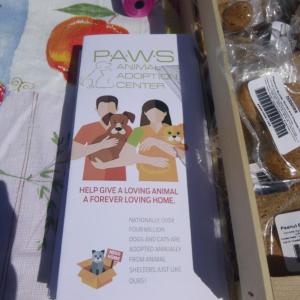 PAWS
ANIMAL
ADOPTION
CENTER
HELP GIVE A LOVING ANIMAL
A FOREVER LOVING HOME.
NATIONALLY OVER
FOUR MILLION
DOGS AND CATS ARE
ADOPTED ANNUALLY
FROM ANIMAL
SHELTERS, JUST LIKE
OURS!
Peanut